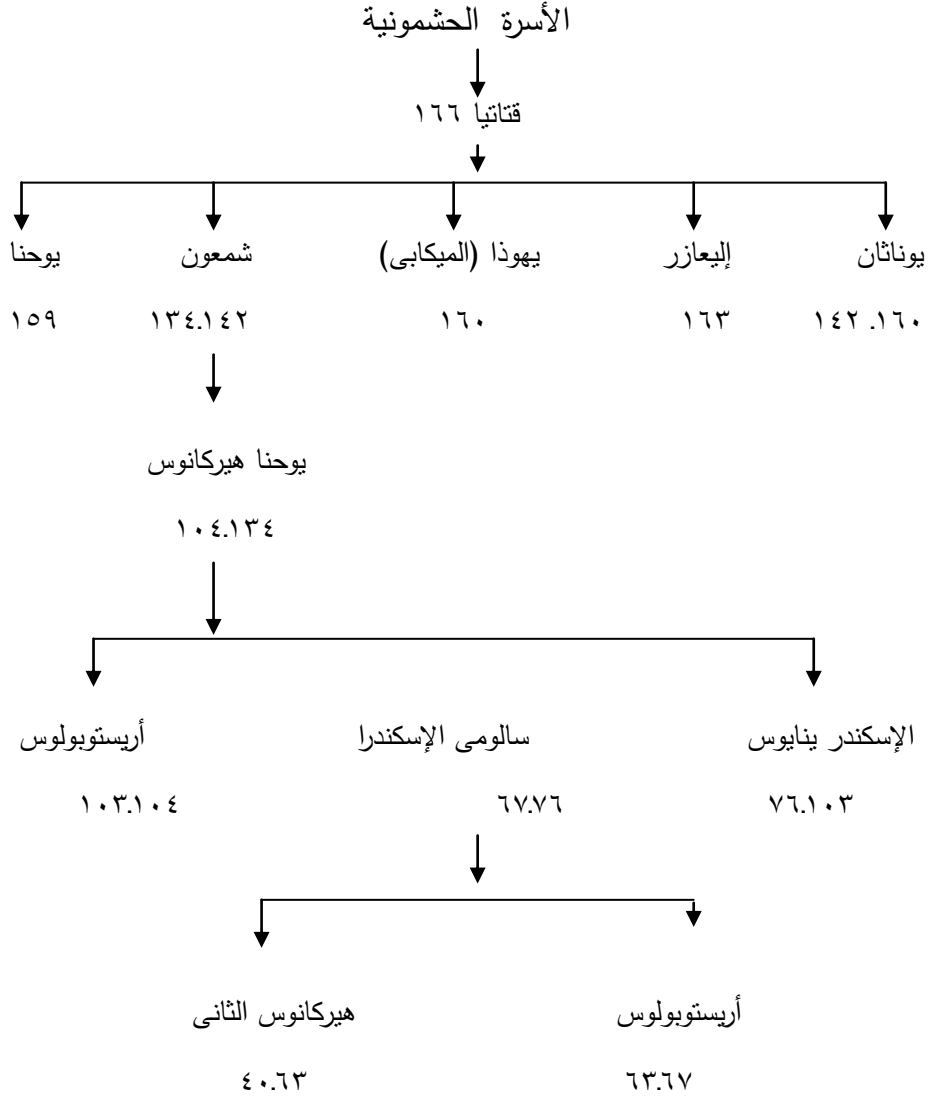 الأسرة الحشمونية
قتاتيا ١٦٦
يوناثان إليعازر يهوذا (الميكابى) شمعون يوحنا
١٦٠.١٤٢ ١٦٣ ١٦٠ ١٤٢.١٣٤ ١٥٩
يوحنا هيركانوس
١٣٤.١٠٤
الإسكندر ينايوس سالومى الإسكندرا أريستوبولوس
١٠٣.٧٦ ٧٦.٦٧ ١٠٤.١٠٣
أريستوبولوس هيركانوس الثانى
٦٧.٦٣ ٦٣.٤٠